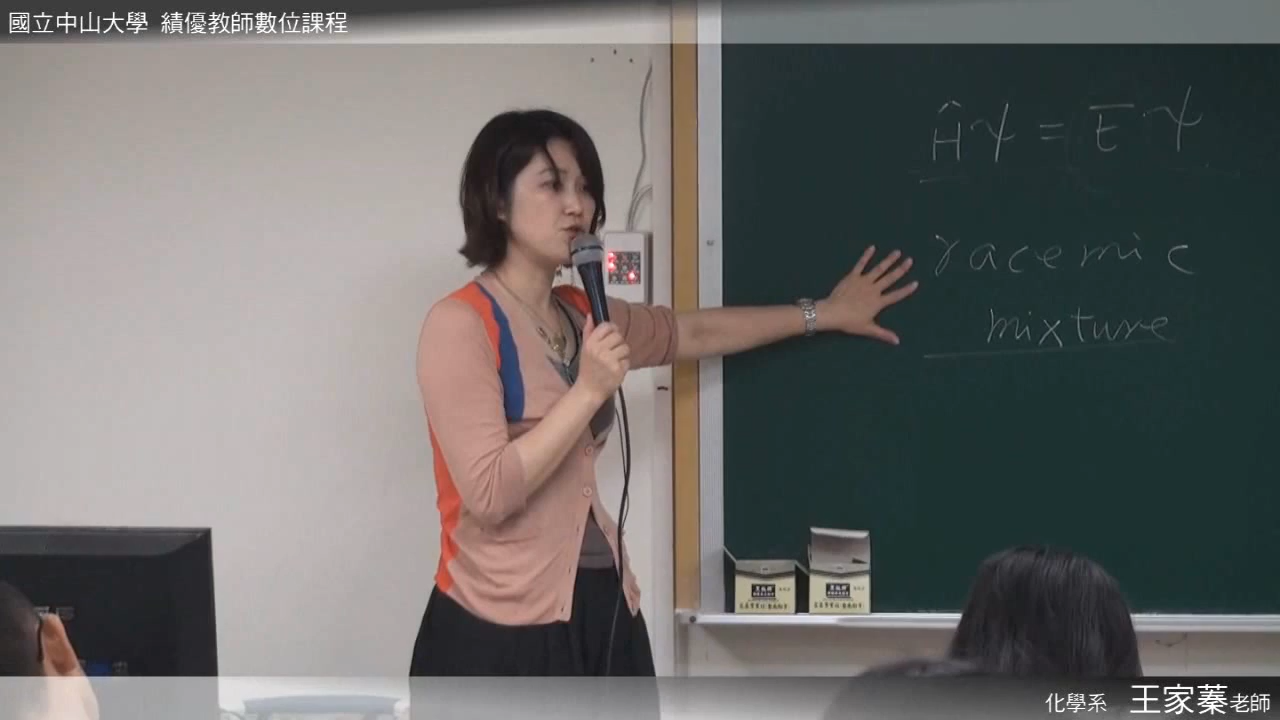 國立中山大學 績優教師數位課程
Ĥψ = Eψ
racemic
mixture
化學系 王家蓁老師